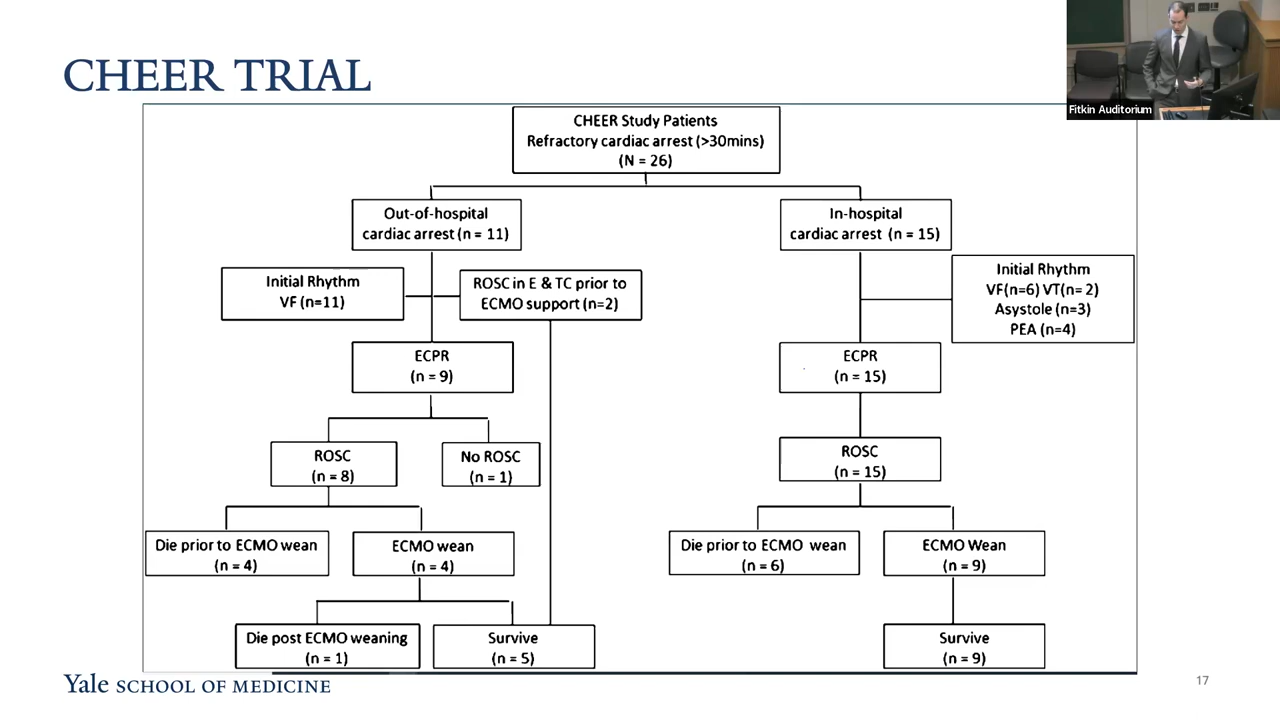 CHEER TRIAL
Fitkin Auditorium
CHEER Study Patients
Refractory cardiac arrest (>30mins)
(N = 26)
Out-of-hospital
cardiac arrest (n = 11)
In-hospital
cardiac arrest (n = 15)
Initial Rhythm
VF (n=11)
ROSC in E & TC prior to
ECMO support (n=2)
Initial Rhythm
VF(n=6) VT(n= 2)
Asystole (n=3)
PEA (n=4)
ECPR
(n = 9)
ECPR
(n = 15)
ROSC
(n = 8)
No ROSC
(n = 1)
ROSC
(n = 15)
Die prior to ECMO wean
(n = 4)
ECMO wean
(n = 4)
Die prior to ECMO wean
(n = 6)
ECMO Wean
(n = 9)
Die post ECMO weaning
(n = 1)
Survive
(n = 5)
Survive
(n = 9)
Yale SCHOOL OF MEDICINE
17